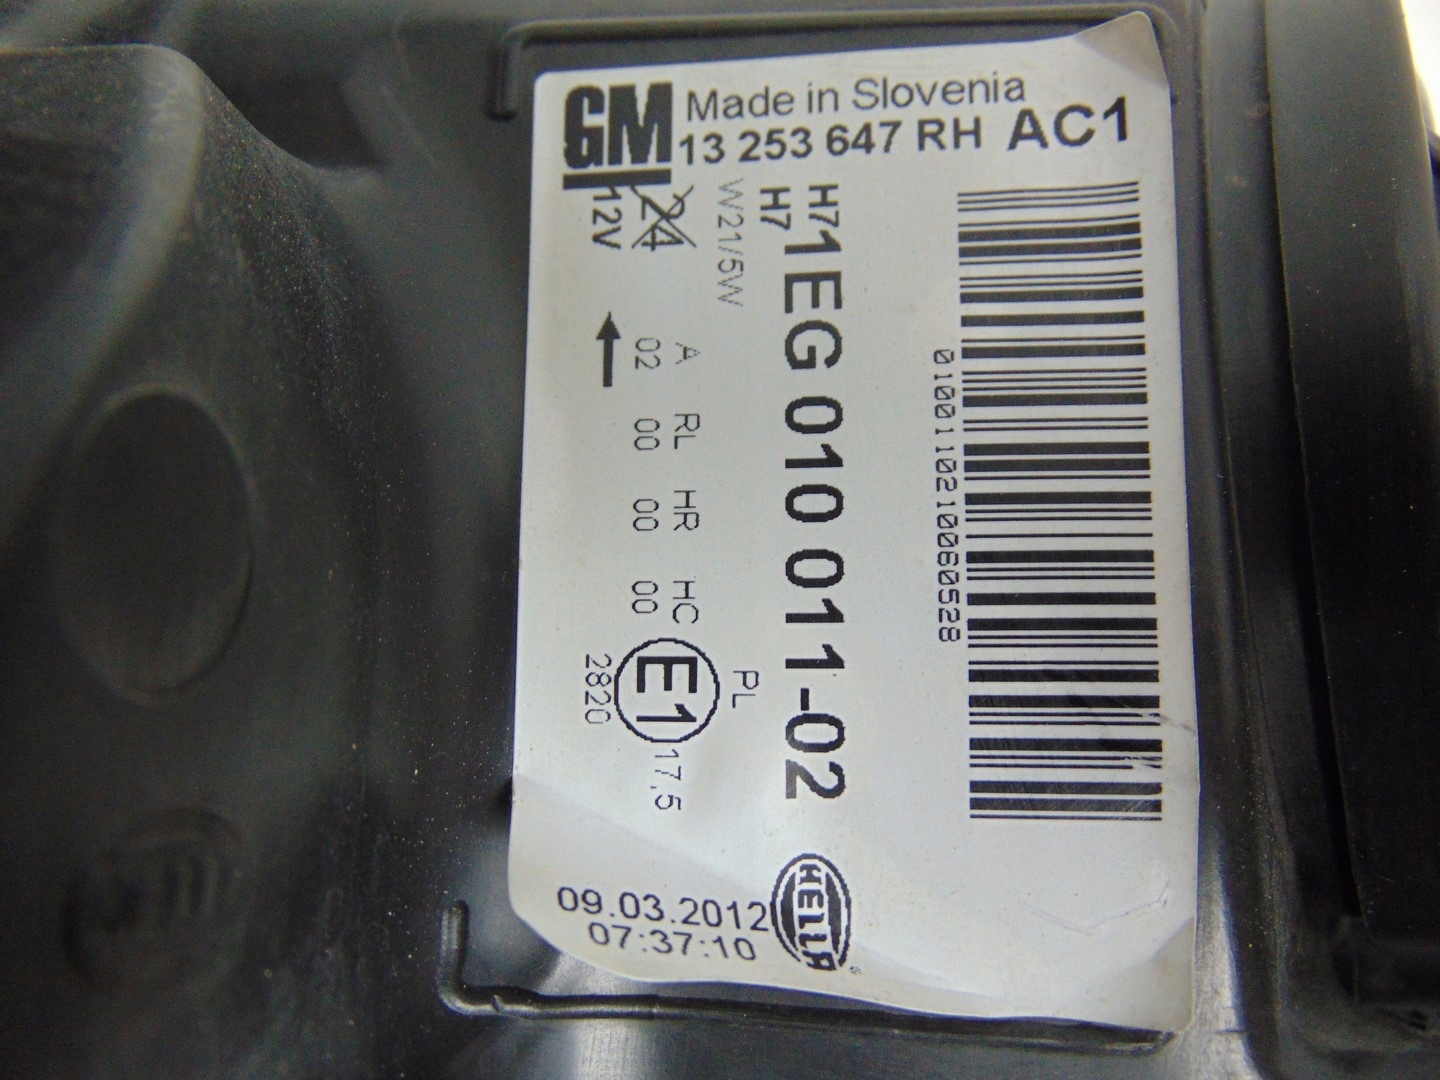 GM Made in Slovenia
13 253 647 RH AC1
H7
H7
1EG 010 011-02
W21/5W
24
12V
A RL HR HC PL
02 00 00 00 E1 17,5
2820
0100110210060528
09.03.2012
07:37:10
HELLA